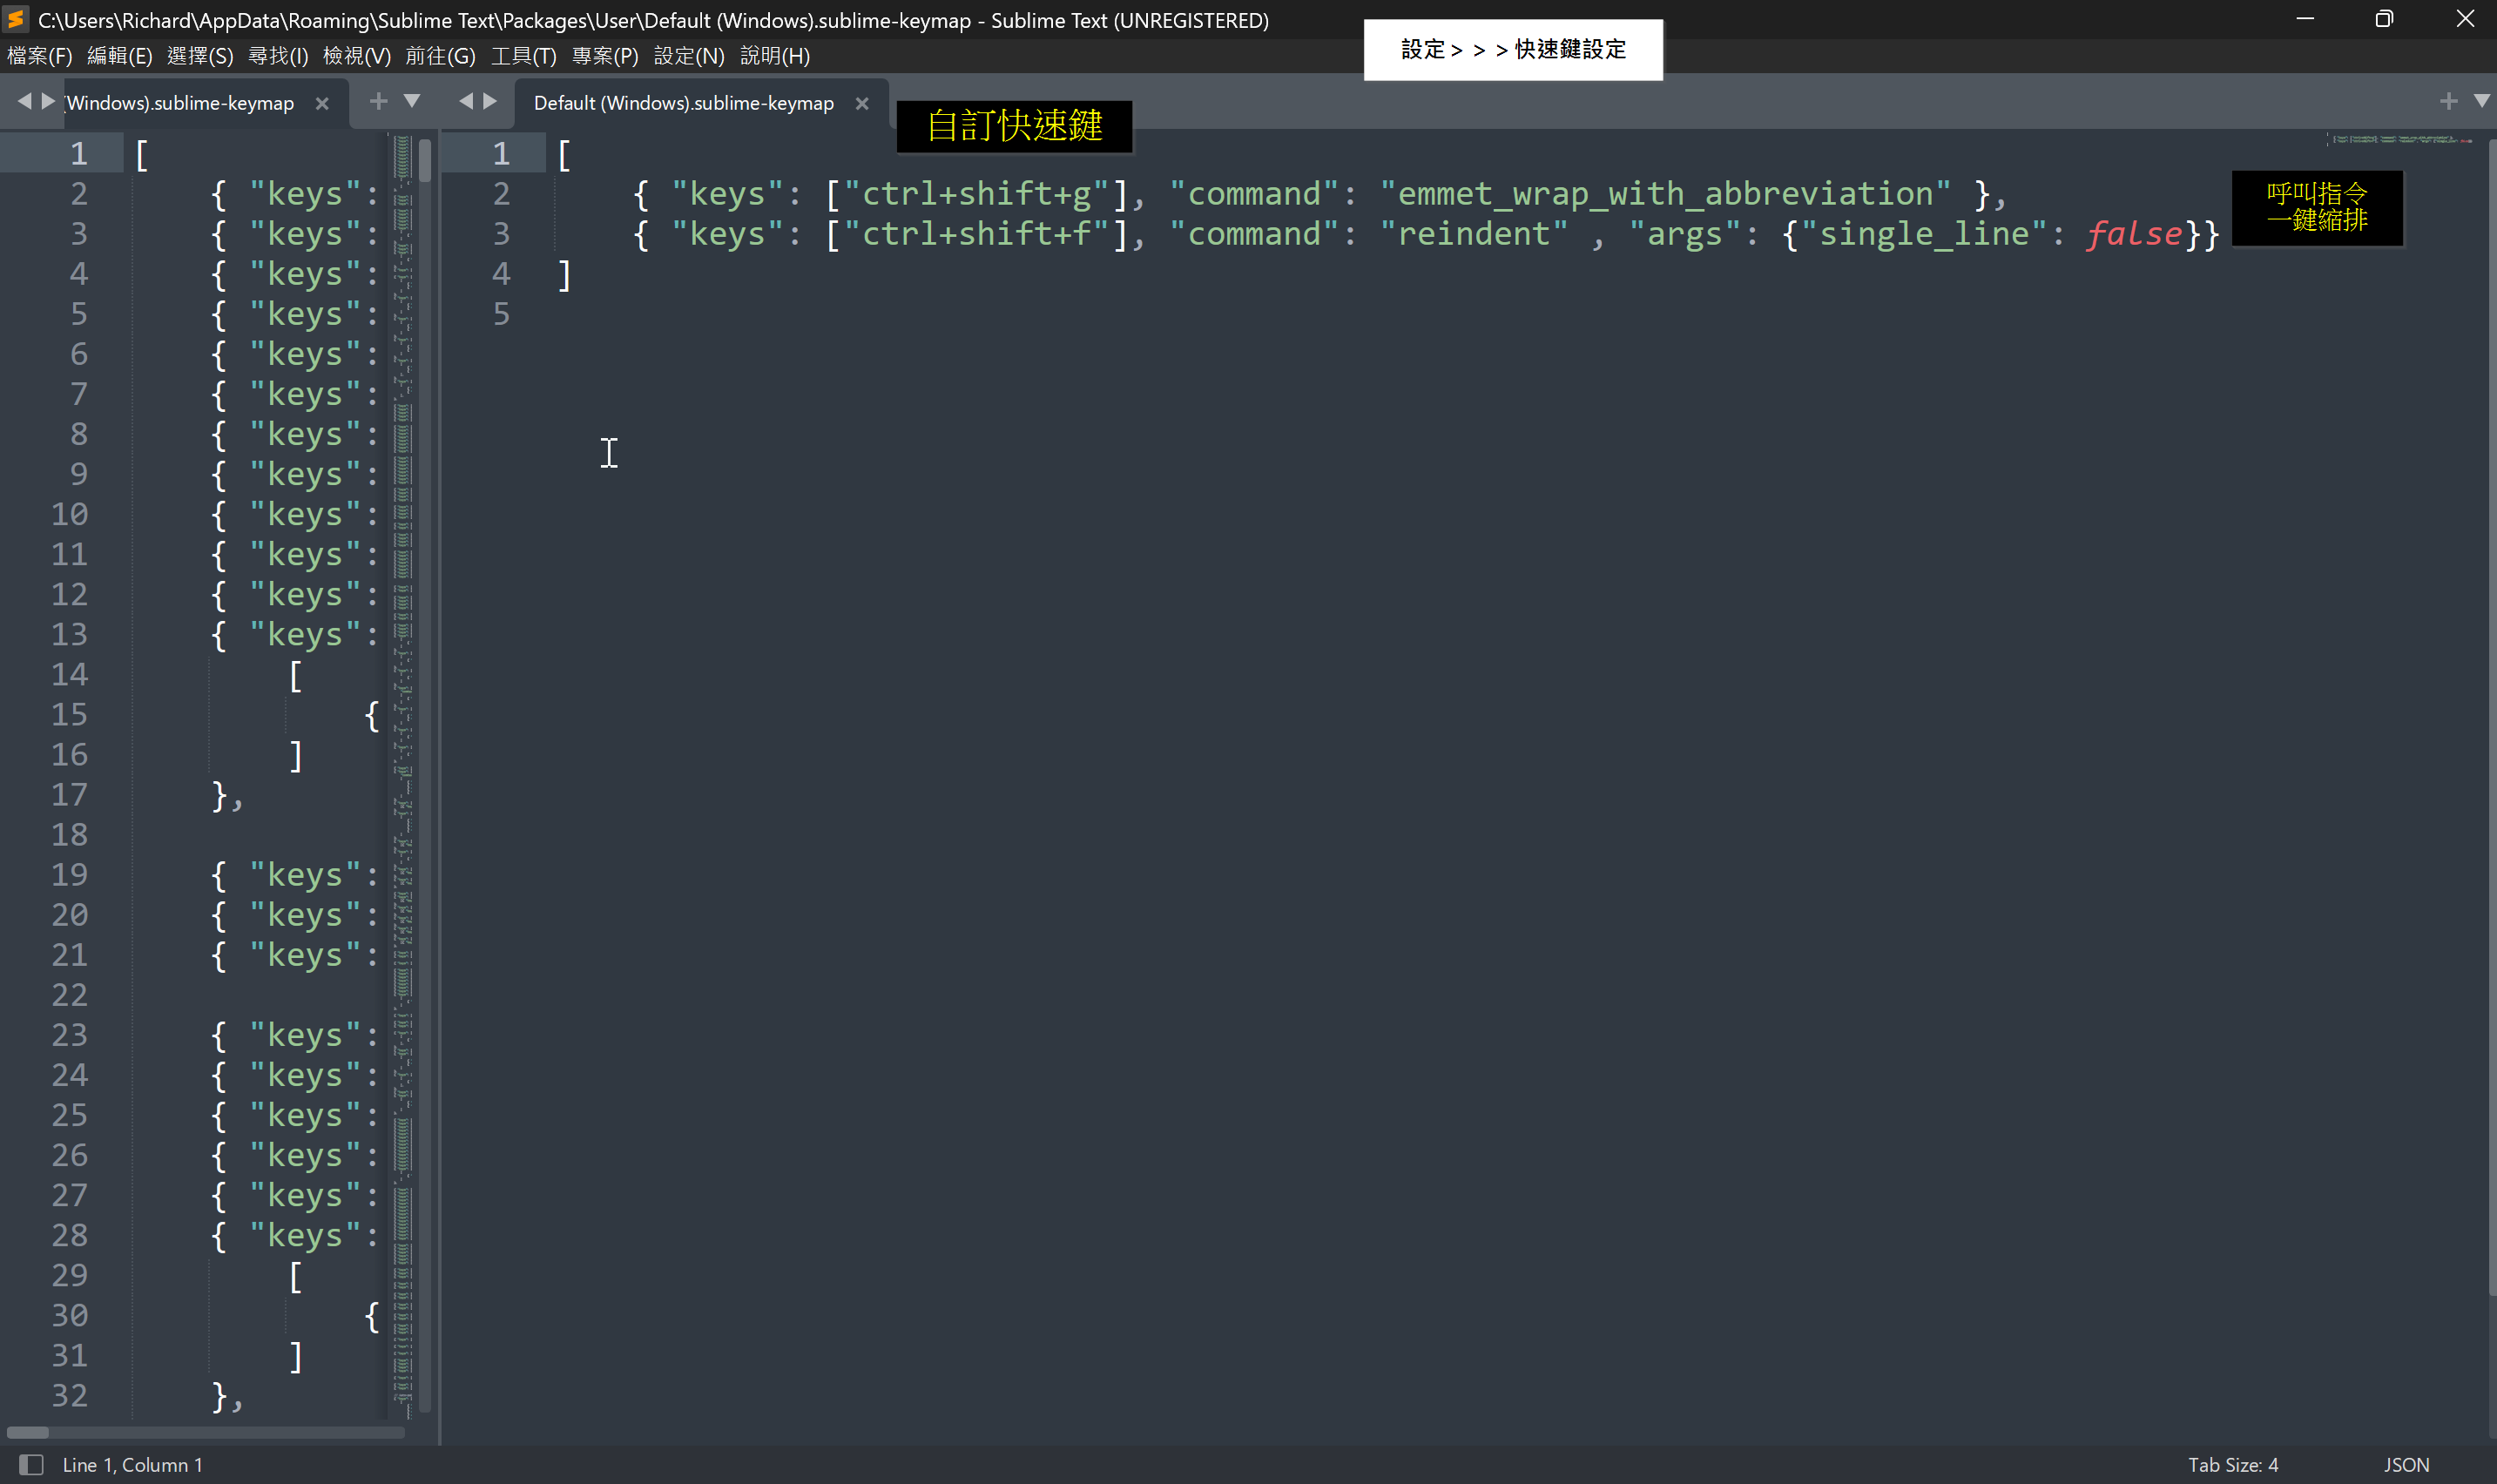 C:\Users\Richard\AppData\Roaming\Sublime Text\Packages\User\Default (Windows).sublime-keymap - Sublime Text (UNREGISTERED)
檔案(F) 編輯(E) 選擇(S) 尋找(I) 檢視(V) 前往(G) 工具(T) 專案(P) 設定(N) 說明(H)
設定> > >快速鍵設定
(Windows).sublime-keymap
1 [
2 { "keys":
3 { "keys":
4 { "keys":
5 { "keys":
6 { "keys":
7 { "keys":
8 { "keys":
9 { "keys":
10 { "keys":
11 { "keys":
12 { "keys":
13 { "keys":
14 [
15 {
16 ]
17 },
18
19 { "keys":
20 { "keys":
21 { "keys":
22
23 { "keys":
24 { "keys":
25 { "keys":
26 { "keys":
27 { "keys":
28 { "keys":
29 [
30 {
31 ]
32 },
Default (Windows).sublime-keymap
自訂快速鍵
1 [
2 { "keys": ["ctrl+shift+g"], "command": "emmet_wrap_with_abbreviation" },
3 { "keys": ["ctrl+shift+f"], "command": "reindent" , "args": {"single_line": false}}
4 ]
5
呼叫指令
一鍵縮排
Line 1, Column 1
Tab Size: 4
JSON